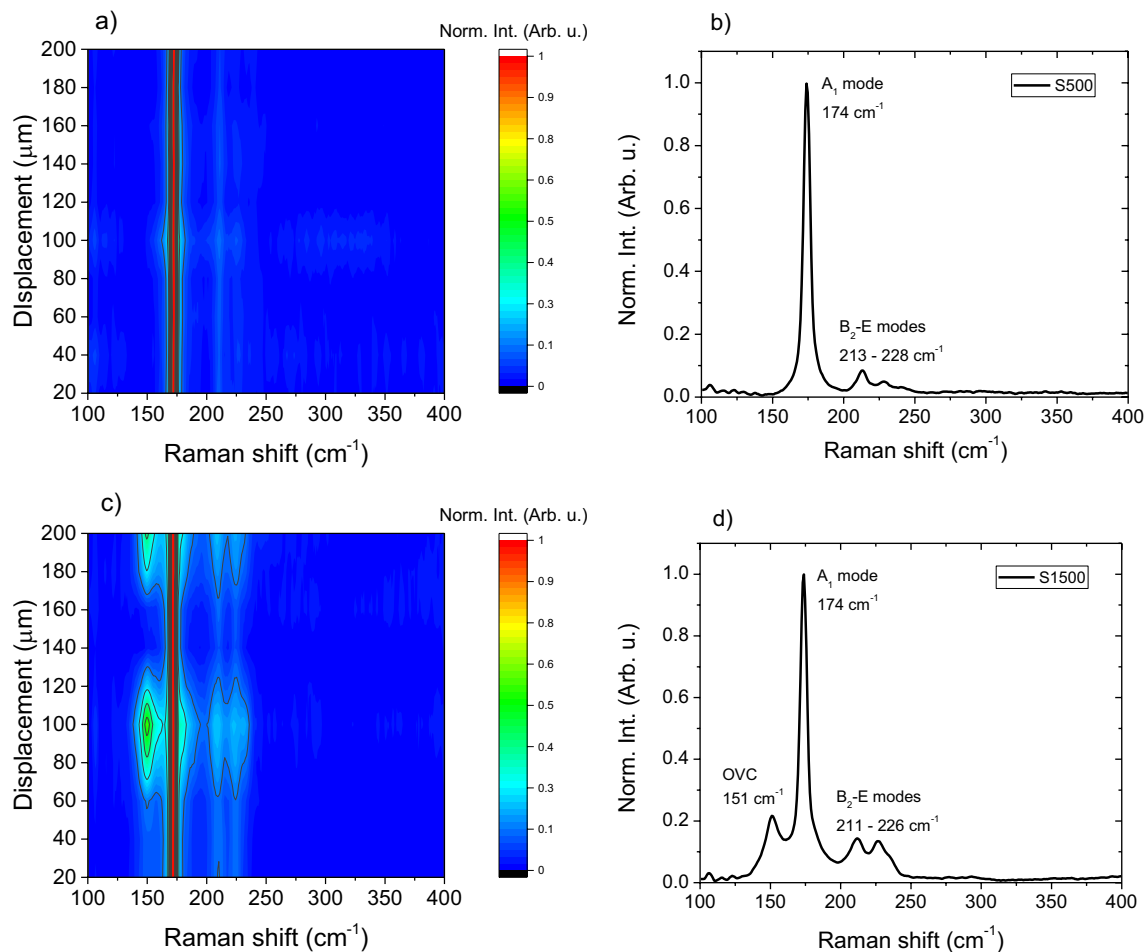 a)
Norm. Int. (Arb. u.)
200
180
160
140
120
100
80
60
40
20
DIsplacement (μm)
100 150 200 250 300 350 400
Raman shift (cm⁻¹)
1
0.9
0.8
0.6
0.5
0.4
0.3
0.2
0.1
0
b)
A₁ mode
174 cm⁻¹
S500
B₂-E modes
213 - 228 cm⁻¹
1.0
0.8
0.6
0.4
0.2
0.0
Norm. Int. (Arb. u.)
100 150 200 250 300 350 400
Raman shift (cm⁻¹)
c)
Norm. Int. (Arb. u.)
200
180
160
140
120
100
80
60
40
20
Displacement (μm)
100 150 200 250 300 350 400
Raman shift (cm⁻¹)
1
0.9
0.8
0.6
0.5
0.4
0.3
0.2
0.1
0
d)
A₁ mode
174 cm⁻¹
S1500
OVC
151 cm⁻¹
B₂-E modes
211 - 226 cm⁻¹
1.0
0.8
0.6
0.4
0.2
0.0
Norm. Int. (Arb. u.)
100 150 200 250 300 350 400
Raman shift (cm⁻¹)